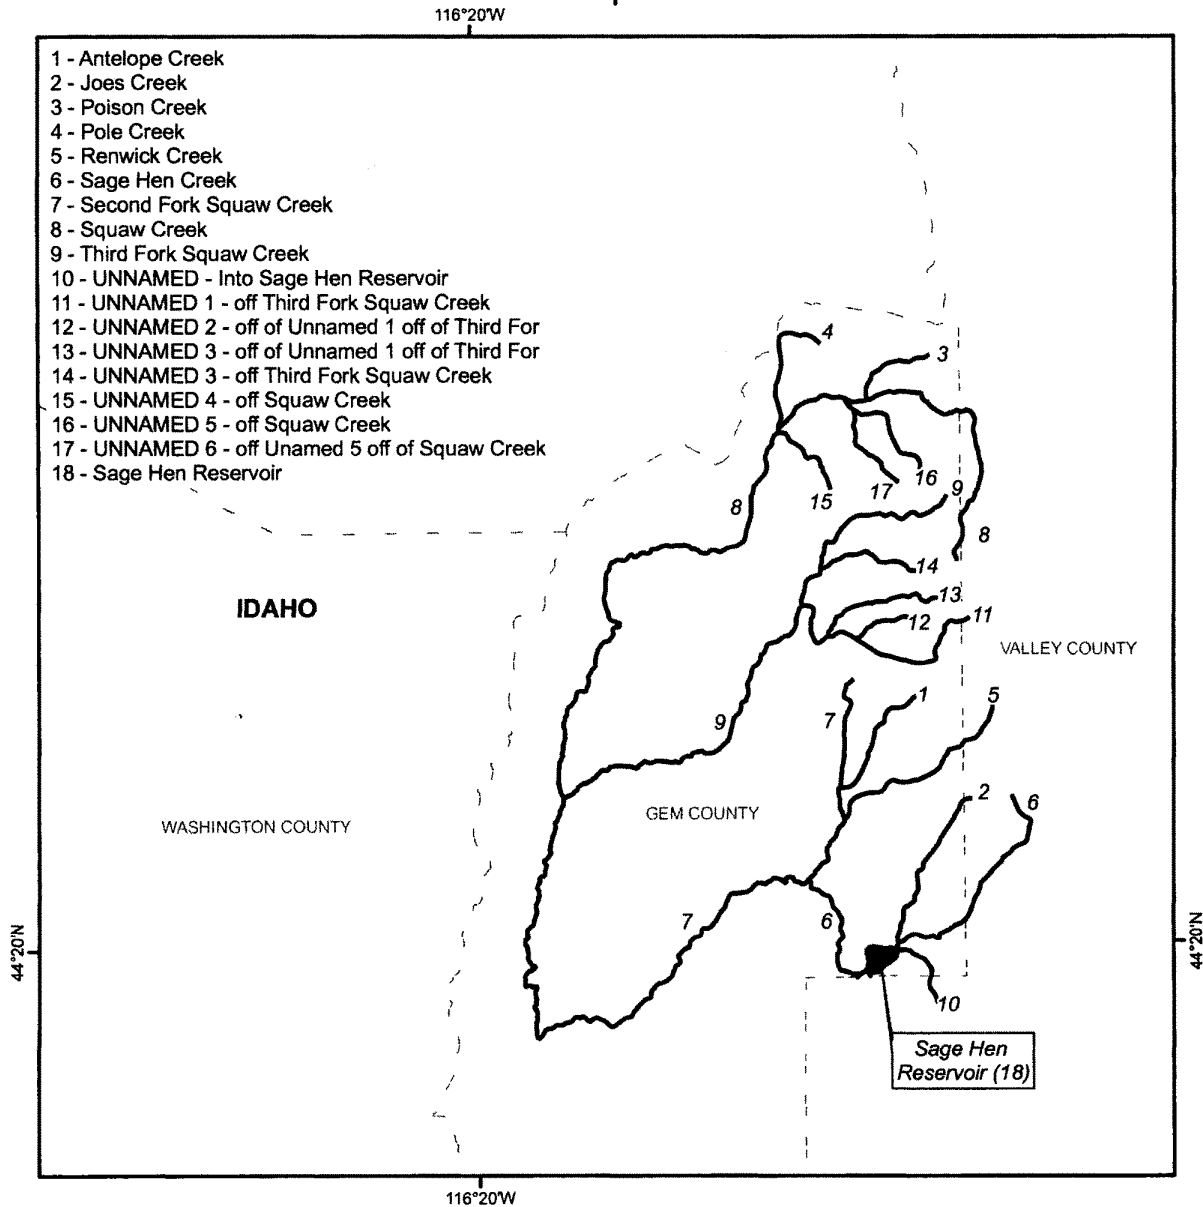 116°20'W
1 - Antelope Creek
2 - Joes Creek
3 - Poison Creek
4 - Pole Creek
5 - Renwick Creek
6 - Sage Hen Creek
7 - Second Fork Squaw Creek
8 - Squaw Creek
9 - Third Fork Squaw Creek
10 - UNNAMED - Into Sage Hen Reservoir
11 - UNNAMED 1 - off Third Fork Squaw Creek
12 - UNNAMED 2 - off of Unnamed 1 off of Third For
13 - UNNAMED 3 - off of Unnamed 1 off of Third For
14 - UNNAMED 3 - off Third Fork Squaw Creek
15 - UNNAMED 4 - off Squaw Creek
16 - UNNAMED 5 - off Squaw Creek
17 - UNNAMED 6 - off Unamed 5 off of Squaw Creek
18 - Sage Hen Reservoir
4
3
16
17
9
15
8
8
14
13
12
11
IDAHO
VALLEY COUNTY
1
5
7
9
2
6
GEM COUNTY
WASHINGTON COUNTY
7
6
44°20'N
44°20'N
10
Sage Hen
Reservoir (18)
116°20'W